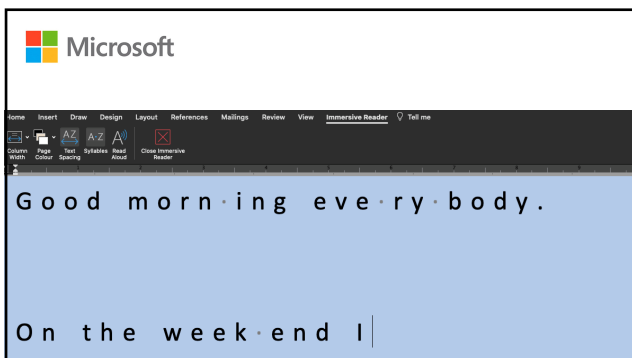 Microsoft
Home Insert Draw Design Layout References Mailings Review View Immersive Reader Tell me
Column Width Page Colour Text Spacing Syllables Read Aloud Close Immersive Reader
Good morn·ing eve·ry·body.
On the week·end I